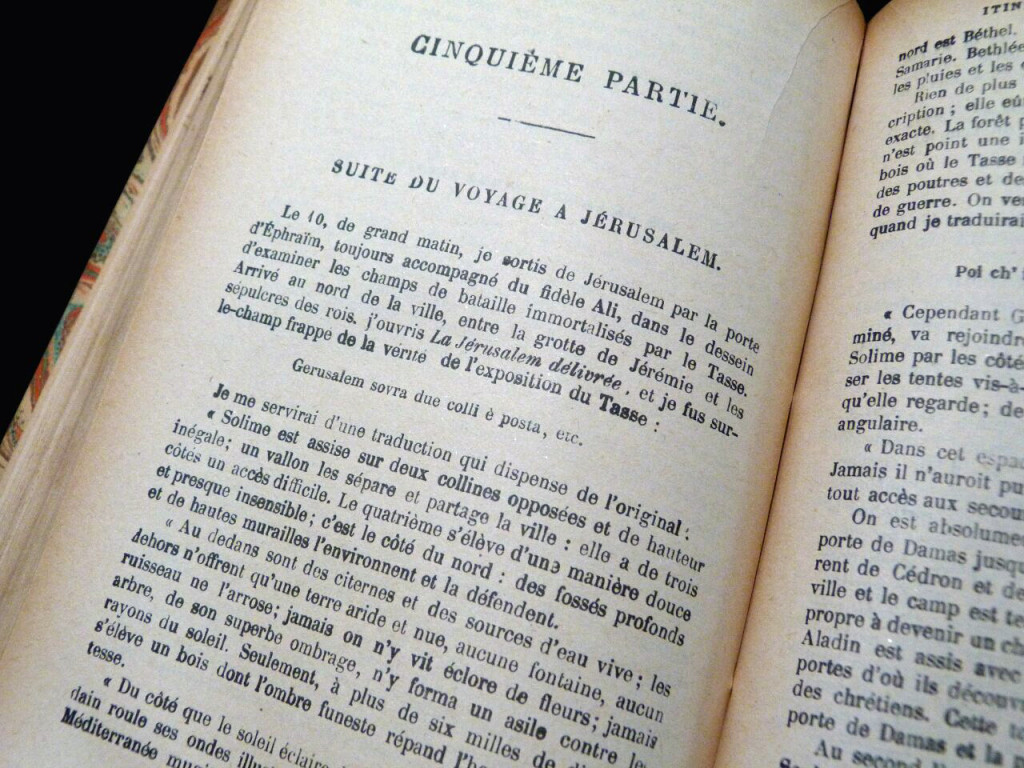 CINQUIÈME PARTIE.
SUITE DU VOYAGE A JÉRUSALEM.
Le 10, de grand matin, je sortis de Jérusalem par la porte
d'Éphraïm, toujours accompagné du fidèle Ali, dans le dessein
d'examiner les champs de bataille immortalisés par le Tasse.
Arrivé au nord de la ville, entre la grotte de Jérémie et les
sépulcres des rois, j'ouvris La Jérusalem délivrée, et je fus sur-
le-champ frappé de la vérité de l'exposition du Tasse :
Gerusalem sovra due colli è posta, etc.
Je me servirai d'une traduction qui dispense de l'original :
« Solime est assise sur deux collines opposées et de hauteur
inégale; un vallon les sépare et partage la ville : elle a de trois
côtés un accès difficile. Le quatrième s'élève d'une manière douce
et presque insensible; c'est le côté du nord : des fossés profonds
et de hautes murailles l'environnent et la défendent.
« Au dedans sont des citernes et des sources d'eau vive; les
dehors n'offrent qu'une terre aride et nue, aucune fontaine, aucun
ruisseau ne l'arrose; jamais on n'y vit éclore de fleurs; jamais
arbre, de son superbe ombrage, n'y forma un asile contre les
rayons du soleil. Seulement, à plus de six milles de
s'élève un bois dont l'ombre funeste répand
tesse.
« Du côté que le soleil éclaire
dain roule ses ondes
Méditerranée
ITIN
nord est Béthel.
Samarie.
les pluies et les
Rien de plus
cription; elle
exacte. La forêt
n'est point une
bois où le Tasse
des poutres et de
de guerre. On
quand je
Poi ch'
« Cependant
miné, va
Solime par les
ser les tentes vis-à-
qu'elle regarde;
angulaire.
« Dans cet
Jamais il n'auroit
tout accès aux
On est
porte de Damas
rent de Cédron et
ville et le camp est
propre à devenir un
Aladin est assis avec
portes d'où ils
des chrétiens. Cette
porte de Damas et la
Au second